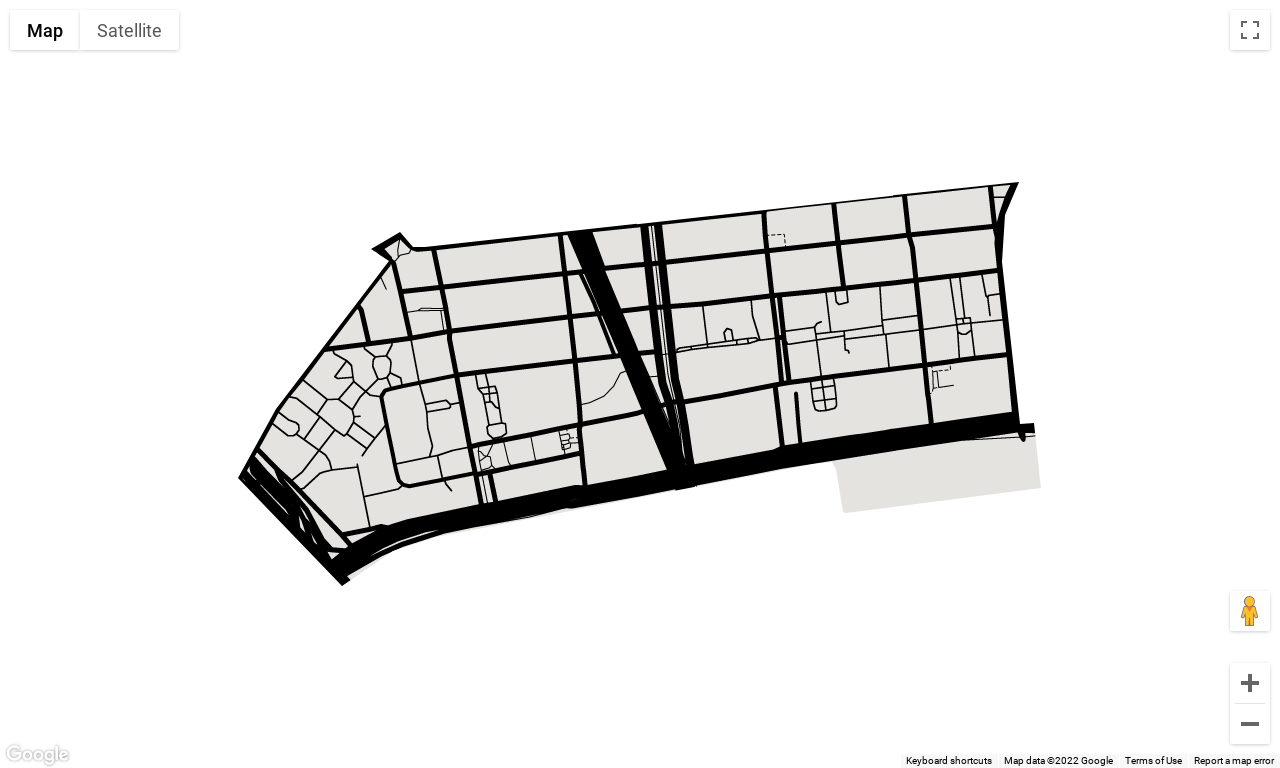 Map
Satellite
Google
Keyboard shortcuts
Map data ©2022 Google
Terms of Use
Report a map error